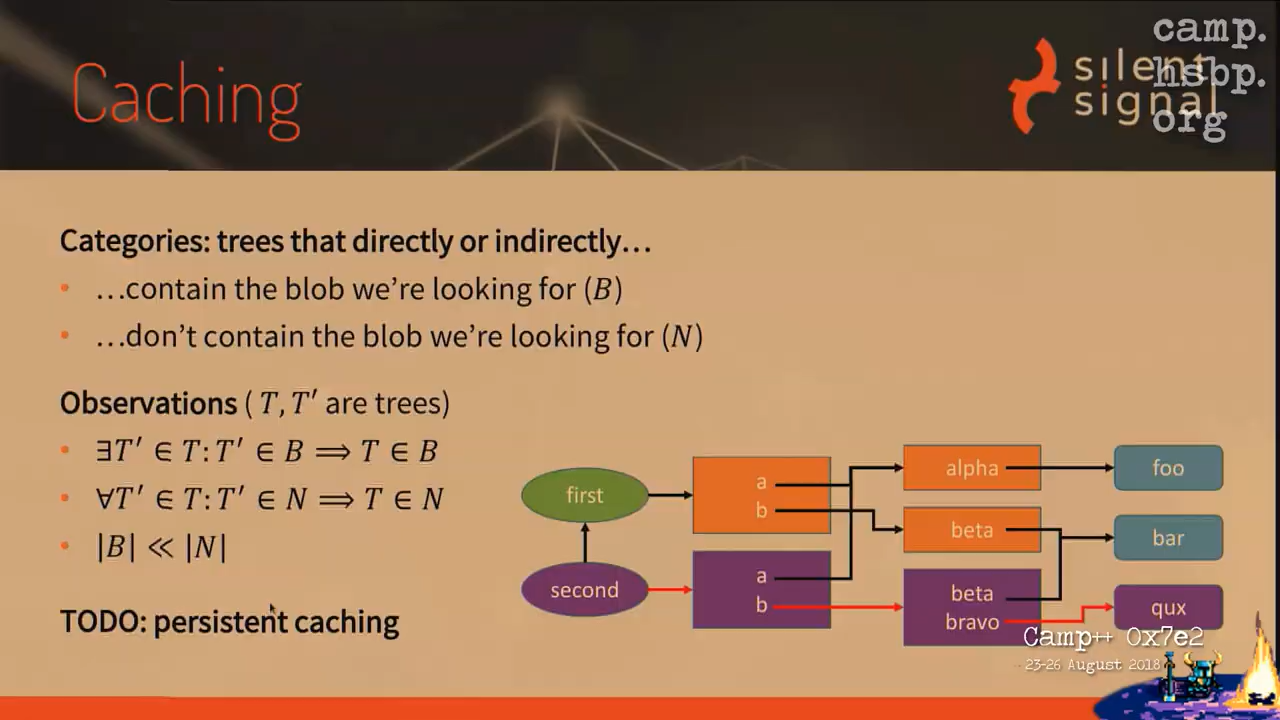 Caching
silent
signal
camp.
hsbp.
org
Categories: trees that directly or indirectly…
• …contain the blob we're looking for (B)
• …don't contain the blob we're looking for (N)
Observations ( T, T′ are trees)
• ∃T′ ∈ T: T′ ∈ B ⟹ T ∈ B
• ∀T′ ∈ T: T′ ∈ N ⟹ T ∈ N
• |B| ≪ |N|
TODO: persistent caching
first
second
a
b
a
b
alpha
beta
beta
bravo
foo
bar
qux
Camp++ 0x7e2
23-26 August 2018